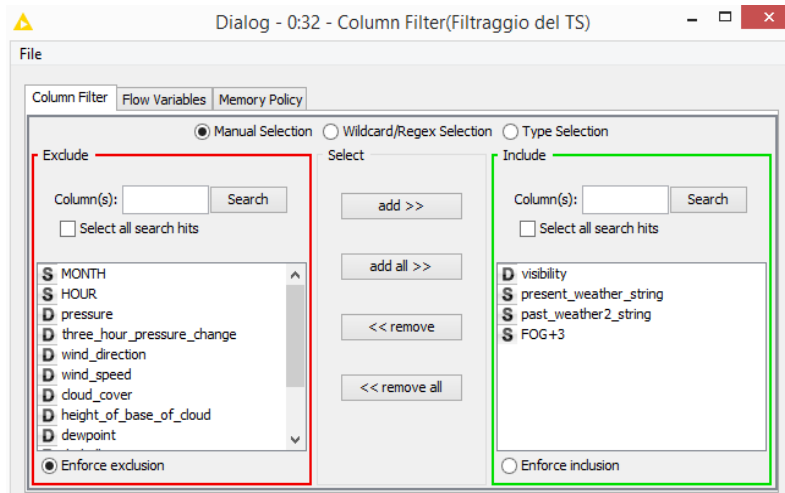 Dialog - 0:32 - Column Filter(Filtraggio del TS)
File
Column Filter Flow Variables Memory Policy
Manual Selection Wildcard/Regex Selection Type Selection
Exclude
Column(s): Search
Select all search hits
S MONTH
S HOUR
D pressure
D three_hour_pressure_change
D wind_direction
D wind_speed
D cloud_cover
D height_of_base_of_cloud
D dewpoint
Enforce exclusion
Select
add >>
add all >>
<< remove
<< remove all
Include
Column(s): Search
Select all search hits
D visibility
S present_weather_string
S past_weather2_string
S FOG+3
Enforce inclusion